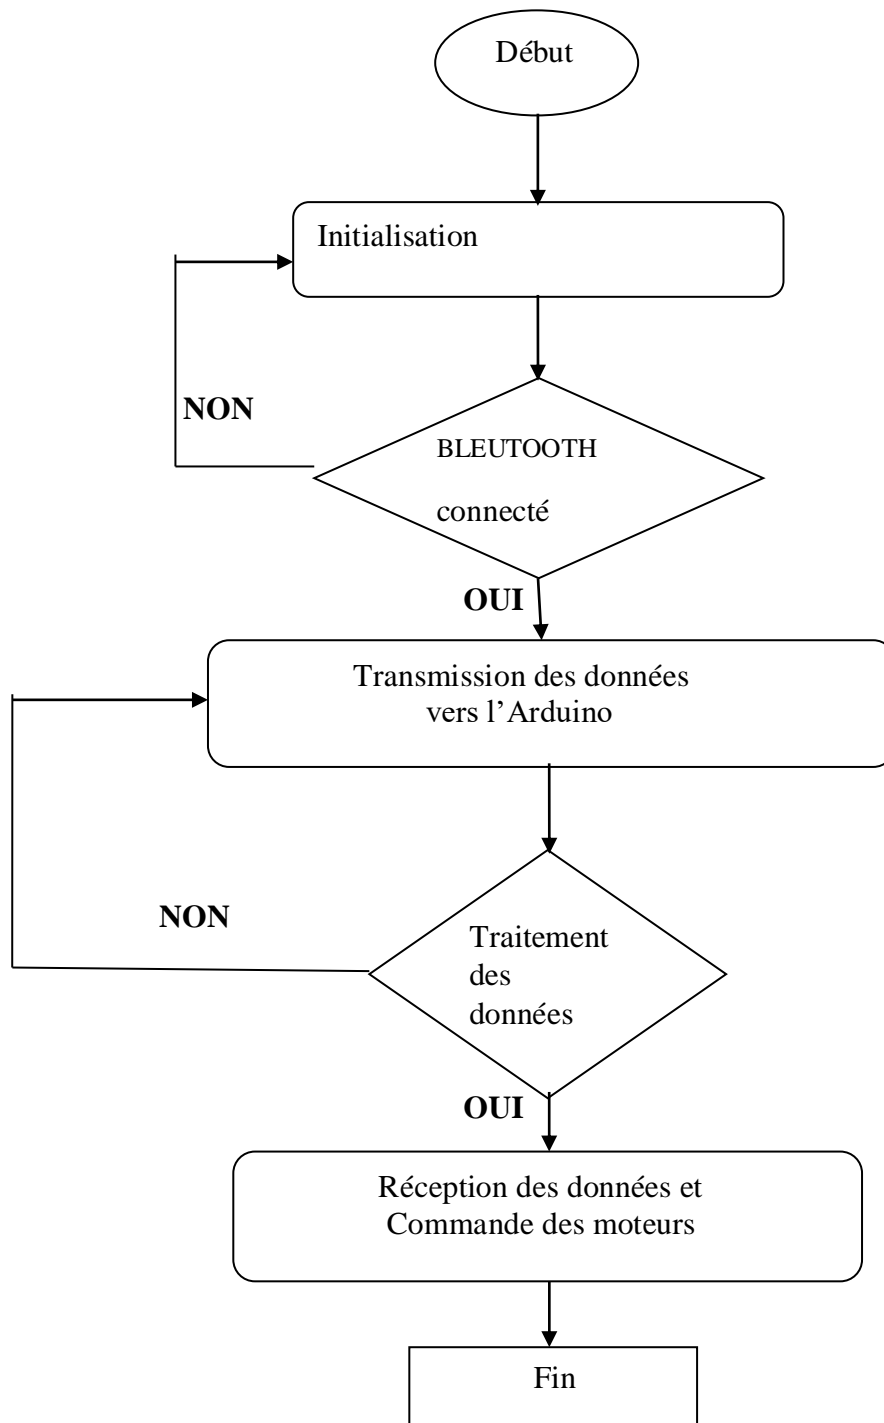 Début
Initialisation
NON
BLEUTOOTH
connecté
OUI
Transmission des données
vers l’Arduino
NON
Traitement
des
données
OUI
Réception des données et
Commande des moteurs
Fin